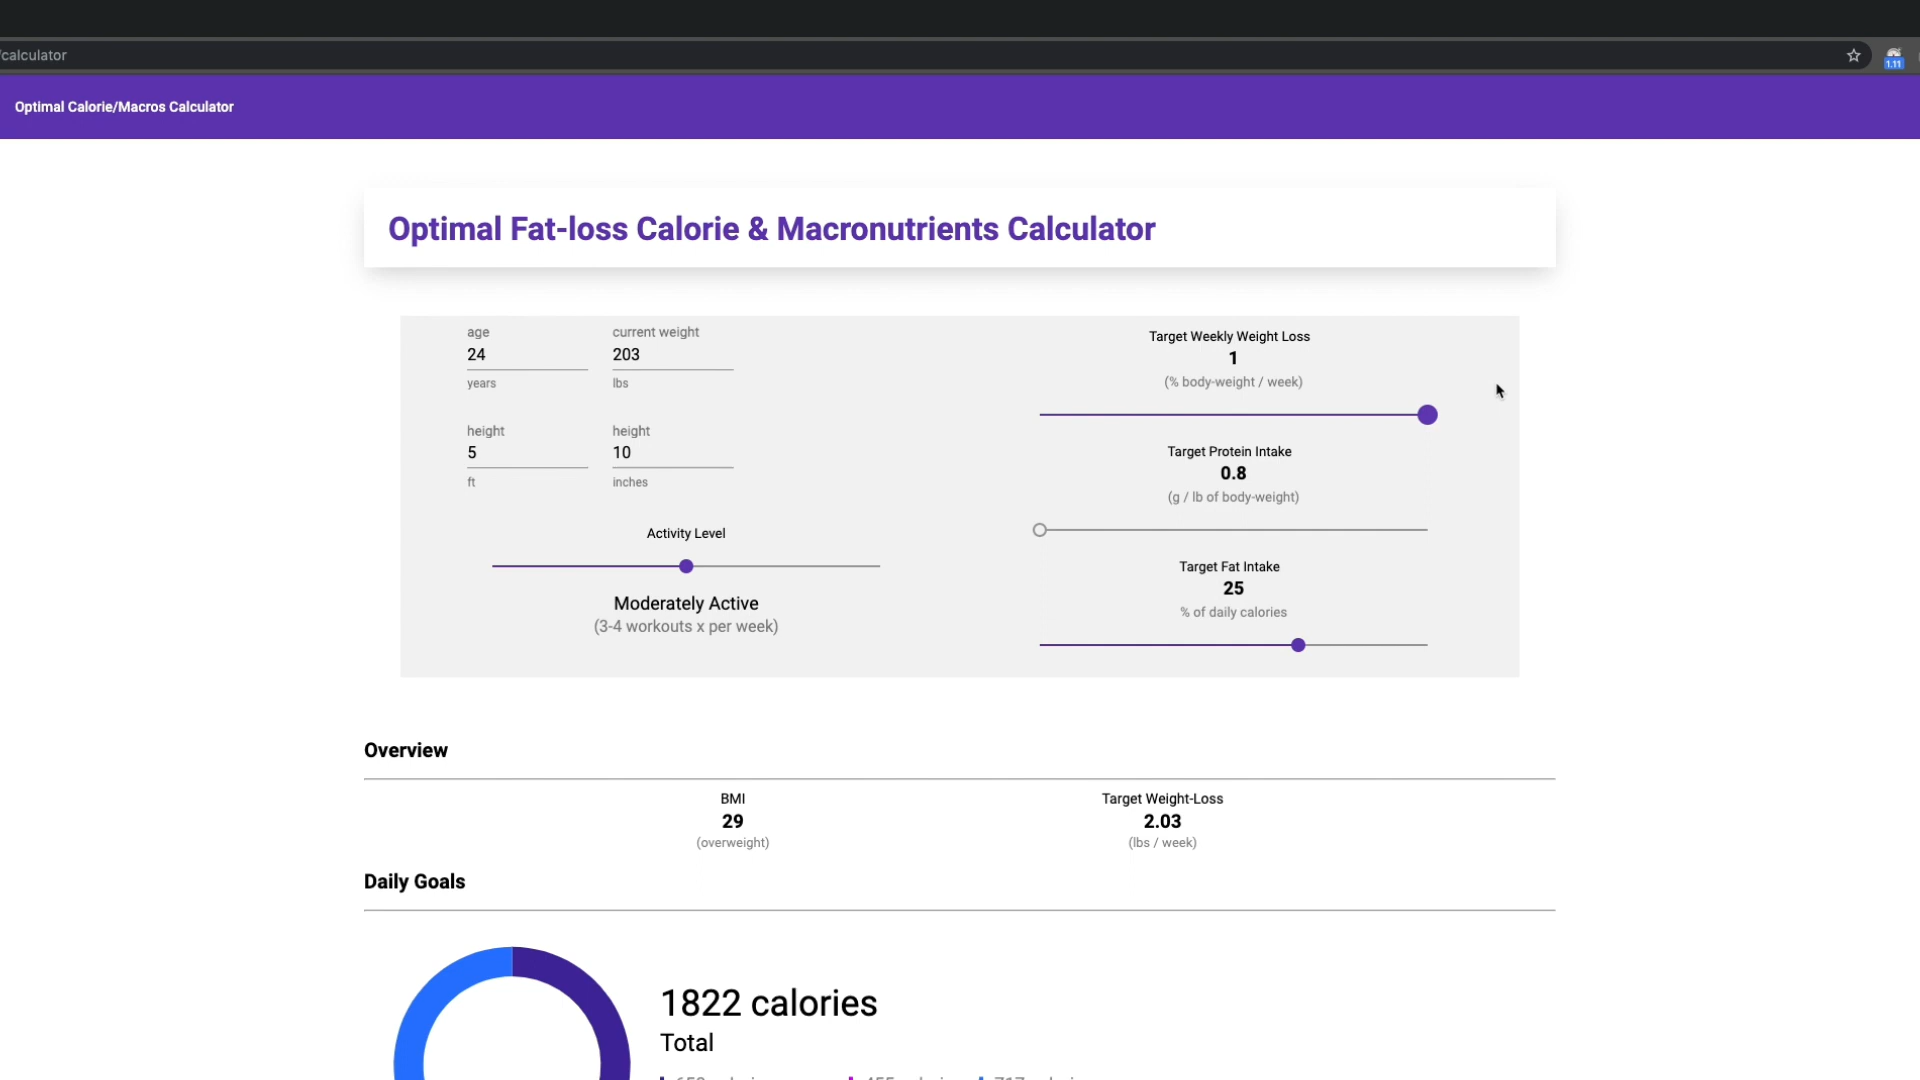 /calculator
1.11
Optimal Calorie/Macros Calculator
Optimal Fat-loss Calorie & Macronutrients Calculator
age
24
years
current weight
203
lbs
height
5
ft
height
10
inches
Activity Level
Moderately Active
(3-4 workouts x per week)
Target Weekly Weight Loss
1
(% body-weight / week)
Target Protein Intake
0.8
(g / lb of body-weight)
Target Fat Intake
25
% of daily calories
Overview
BMI
29
(overweight)
Target Weight-Loss
2.03
(lbs / week)
Daily Goals
1822 calories
Total